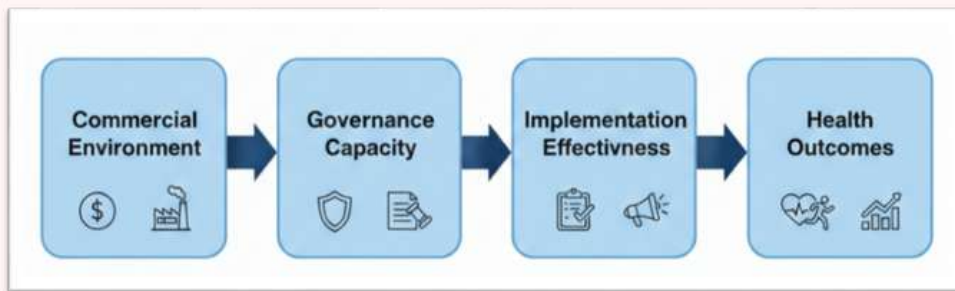 Commercial
Environment
Governance
Capacity
Implementation
Effectivness
Health
Outcomes
$